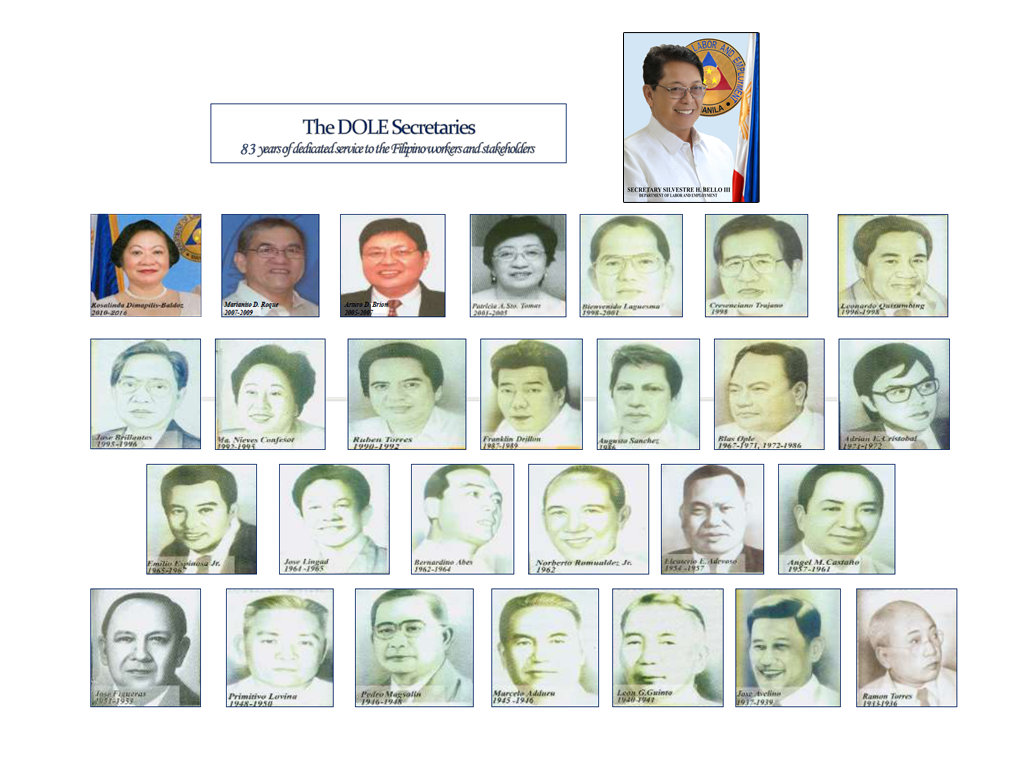 The DOLE Secretaries
83 years of dedicated service to the Filipino workers and stakeholders
LABOR AND EMPLOYMENT
MANILA
SECRETARY SILVESTRE H. BELLO III
DEPARTMENT OF LABOR AND EMPLOYMENT
Rosalinda Dimapilis-Baldoz
2010-2016
Marianito D. Roque
2007-2009
Arturo D. Brion
Patricia A. Sto. Tomas
2001-2005
Bienvenido Laguesma
1998-2001
Cresenciano Trajano
1998
Leonardo Quisumbing
1996-1998
Jose Brillantes
1995-1996
Ma. Nieves Confesor
1992-1995
Ruben Torres
1990-1992
Franklin Drilon
1987-1989
Augusto Sanchez
1986
Blas Ople
1967-1971, 1972-1986
Adrian E. Cristobal
1971-1972
Emilio Espinosa Jr.
1965-1967
Jose Lingad
1964-1965
Bernardino Abes
1962-1964
Norberto Romualdez Jr.
1962
Eleuterio E. Adevoso
1954-1957
Angel M. Castaño
1957-1961
Jose Figueras
1951-1953
Primitivo Lovina
1948-1950
Pedro Magsalin
1946-1948
Marcelo Adduru
1945-1946
Leon G. Guinto
1940-1941
Jose Avelino
Ramon Torres